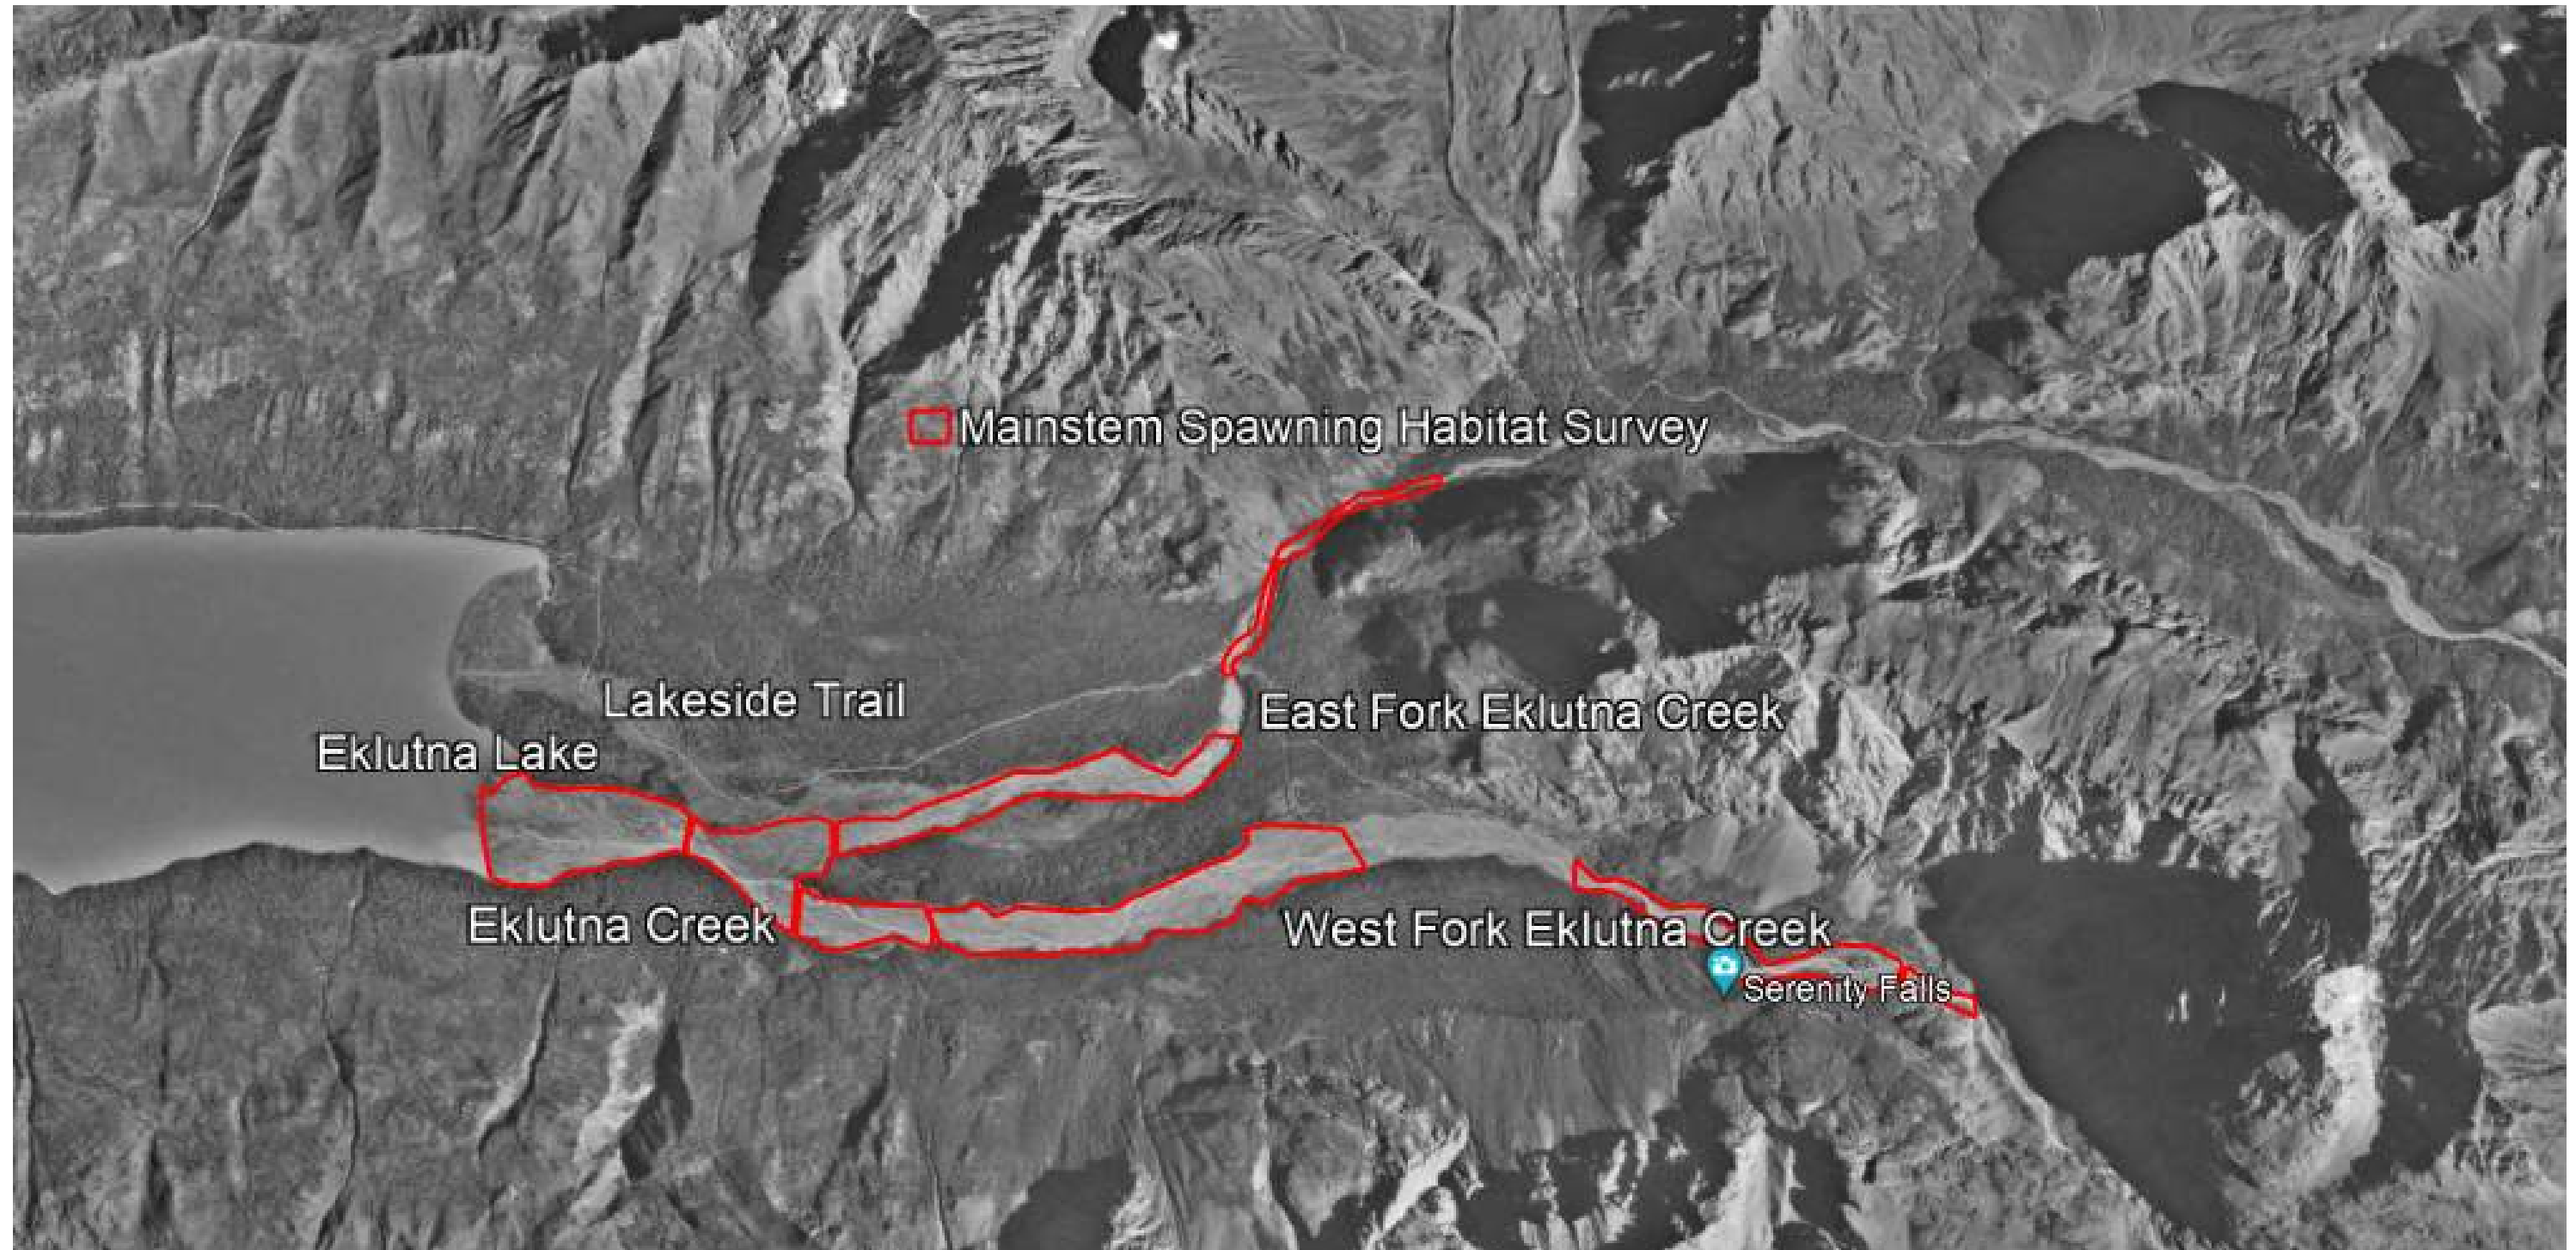 Mainstem Spawning Habitat Survey
Lakeside Trail
East Fork Eklutna Creek
Eklutna Lake
Eklutna Creek
West Fork Eklutna Creek
Serenity Falls